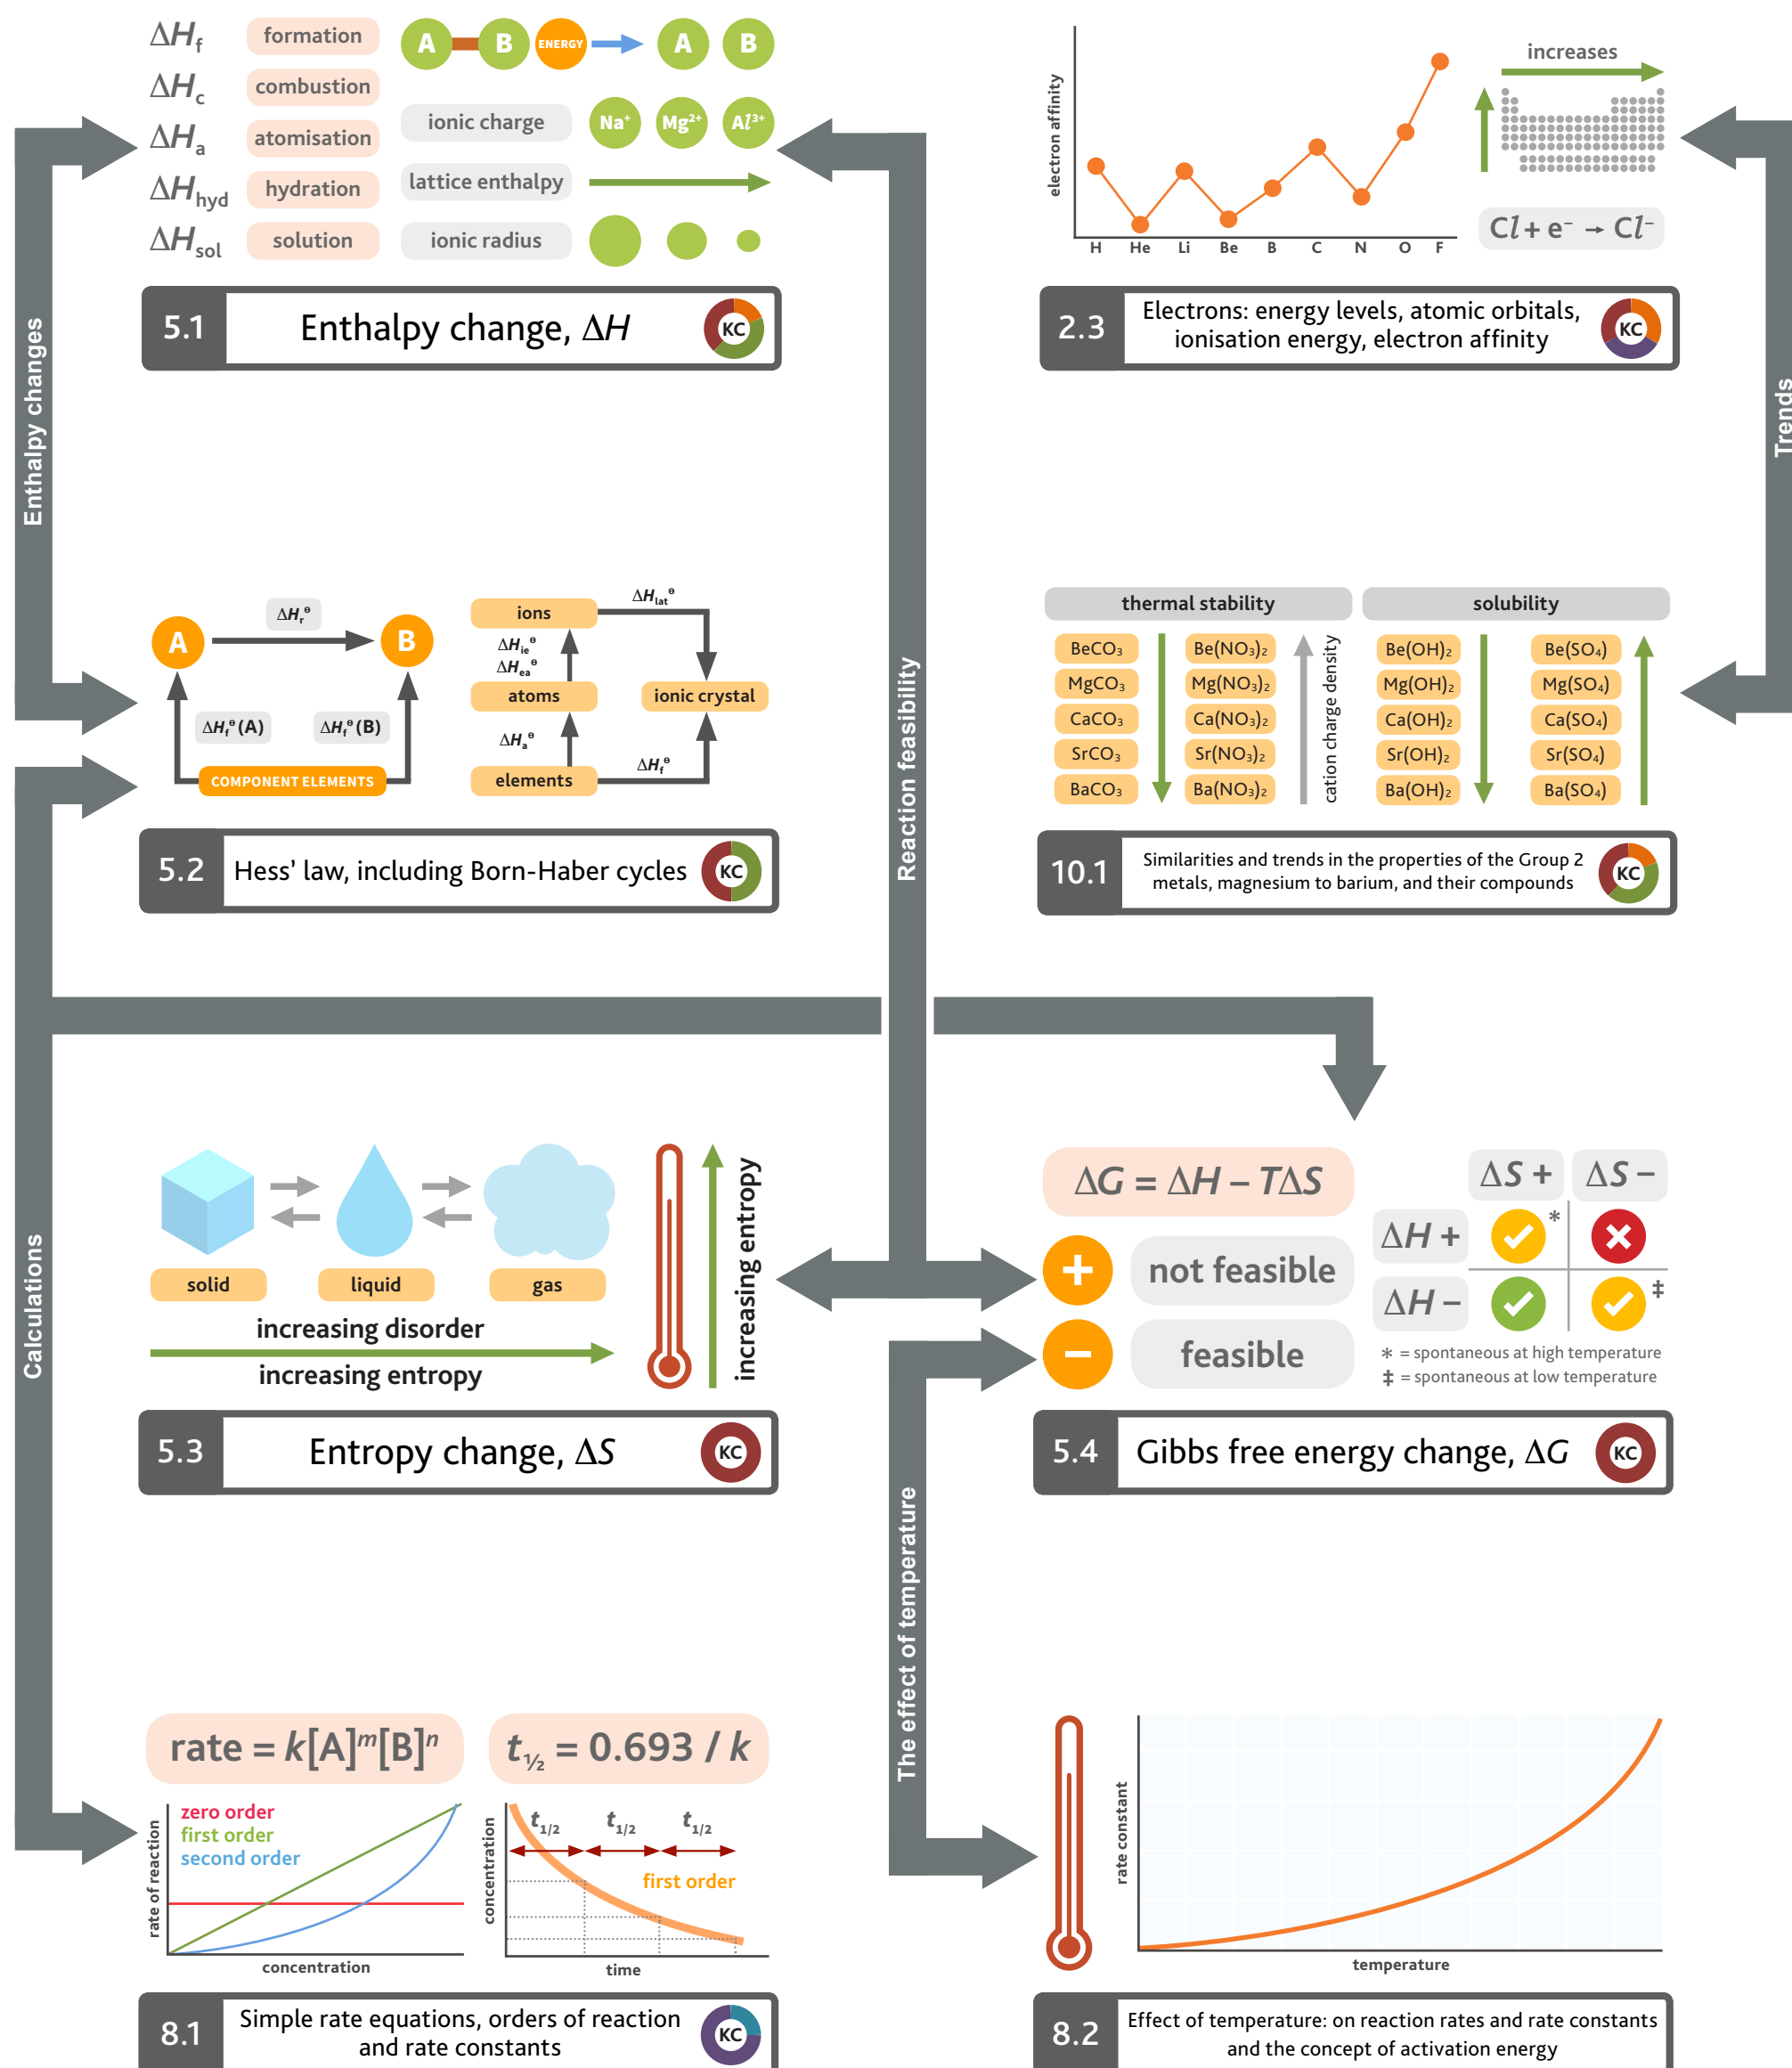 ΔHf formation
ΔHc combustion
ΔHa atomisation
ΔHhyd hydration
ΔHsol solution
A B ENERGY A B
ionic charge Na⁺ Mg²⁺ Al³⁺
lattice enthalpy
ionic radius
5.1 Enthalpy change, ΔH KC
electron affinity
H He Li Be B C N O F
increases
Cl + e⁻ → Cl⁻
2.3 Electrons: energy levels, atomic orbitals,
ionisation energy, electron affinity KC
Enthalpy changes
Trends
Reaction feasibility
A ΔHr⊖ B
ΔHf⊖(A) ΔHf⊖(B)
COMPONENT ELEMENTS
ions ΔHlat⊖
ΔHie⊖
ΔHea⊖
atoms ionic crystal
ΔHa⊖
elements ΔHf⊖
5.2 Hess' law, including Born-Haber cycles KC
thermal stability solubility
BeCO₃ Be(NO₃)₂ Be(OH)₂ Be(SO₄)
MgCO₃ Mg(NO₃)₂ Mg(OH)₂ Mg(SO₄)
CaCO₃ Ca(NO₃)₂ Ca(OH)₂ Ca(SO₄)
SrCO₃ Sr(NO₃)₂ Sr(OH)₂ Sr(SO₄)
BaCO₃ Ba(NO₃)₂ Ba(OH)₂ Ba(SO₄)
cation charge density
10.1 Similarities and trends in the properties of the Group 2
metals, magnesium to barium, and their compounds KC
Calculations
solid liquid gas
increasing disorder
increasing entropy
increasing entropy
5.3 Entropy change, ΔS KC
ΔG = ΔH – TΔS
+ not feasible
– feasible
ΔS + ΔS –
ΔH + *
ΔH – ‡
* = spontaneous at high temperature
‡ = spontaneous at low temperature
5.4 Gibbs free energy change, ΔG KC
The effect of temperature
rate = k[A]ᵐ[B]ⁿ
t½ = 0.693 / k
zero order
first order
second order
rate of reaction
concentration
t1/2 t1/2 t1/2
first order
concentration
time
8.1 Simple rate equations, orders of reaction
and rate constants KC
rate constant
temperature
8.2 Effect of temperature: on reaction rates and rate constants
and the concept of activation energy